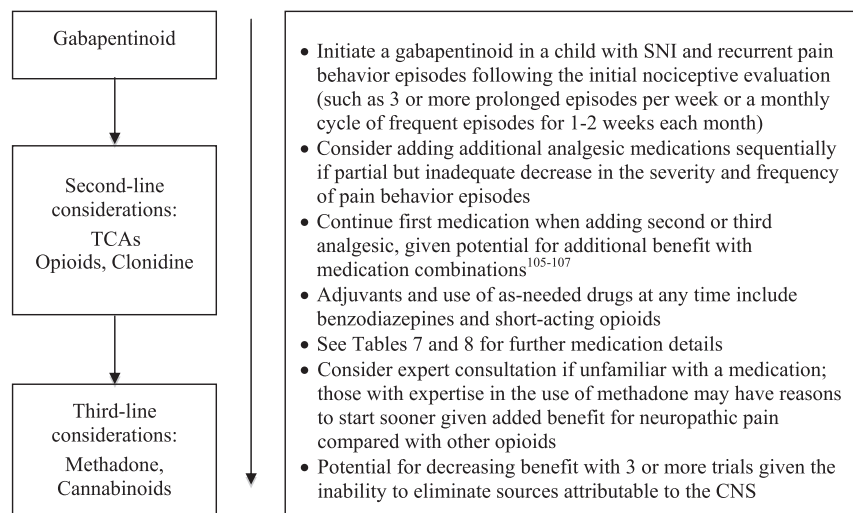 Gabapentinoid
Second-line
considerations:
TCAs
Opioids, Clonidine
Third-line
considerations:
Methadone,
Cannabinoids
• Initiate a gabapentinoid in a child with SNI and recurrent pain
behavior episodes following the initial nociceptive evaluation
(such as 3 or more prolonged episodes per week or a monthly
cycle of frequent episodes for 1-2 weeks each month)
• Consider adding additional analgesic medications sequentially
if partial but inadequate decrease in the severity and frequency
of pain behavior episodes
• Continue first medication when adding second or third
analgesic, given potential for additional benefit with
medication combinations105-107
• Adjuvants and use of as-needed drugs at any time include
benzodiazepines and short-acting opioids
• See Tables 7 and 8 for further medication details
• Consider expert consultation if unfamiliar with a medication;
those with expertise in the use of methadone may have reasons
to start sooner given added benefit for neuropathic pain
compared with other opioids
• Potential for decreasing benefit with 3 or more trials given the
inability to eliminate sources attributable to the CNS